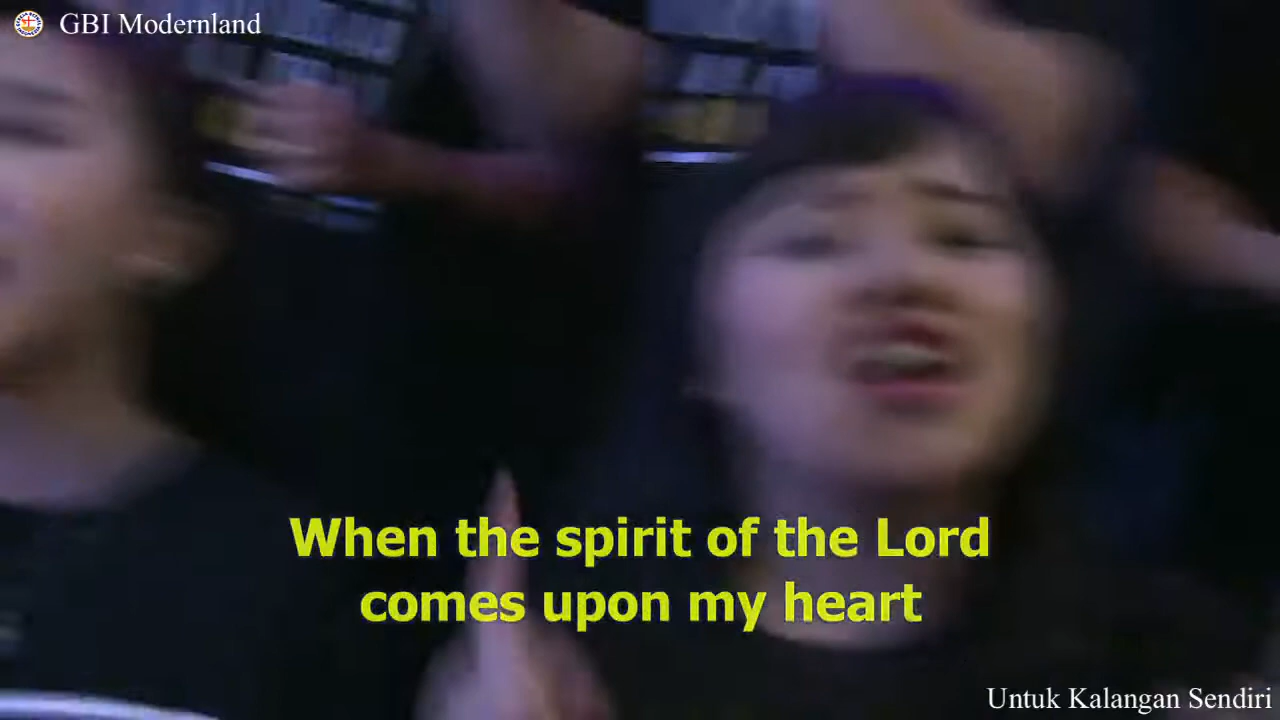 GBI Modernland
When the spirit of the Lord
comes upon my heart
Untuk Kalangan Sendiri